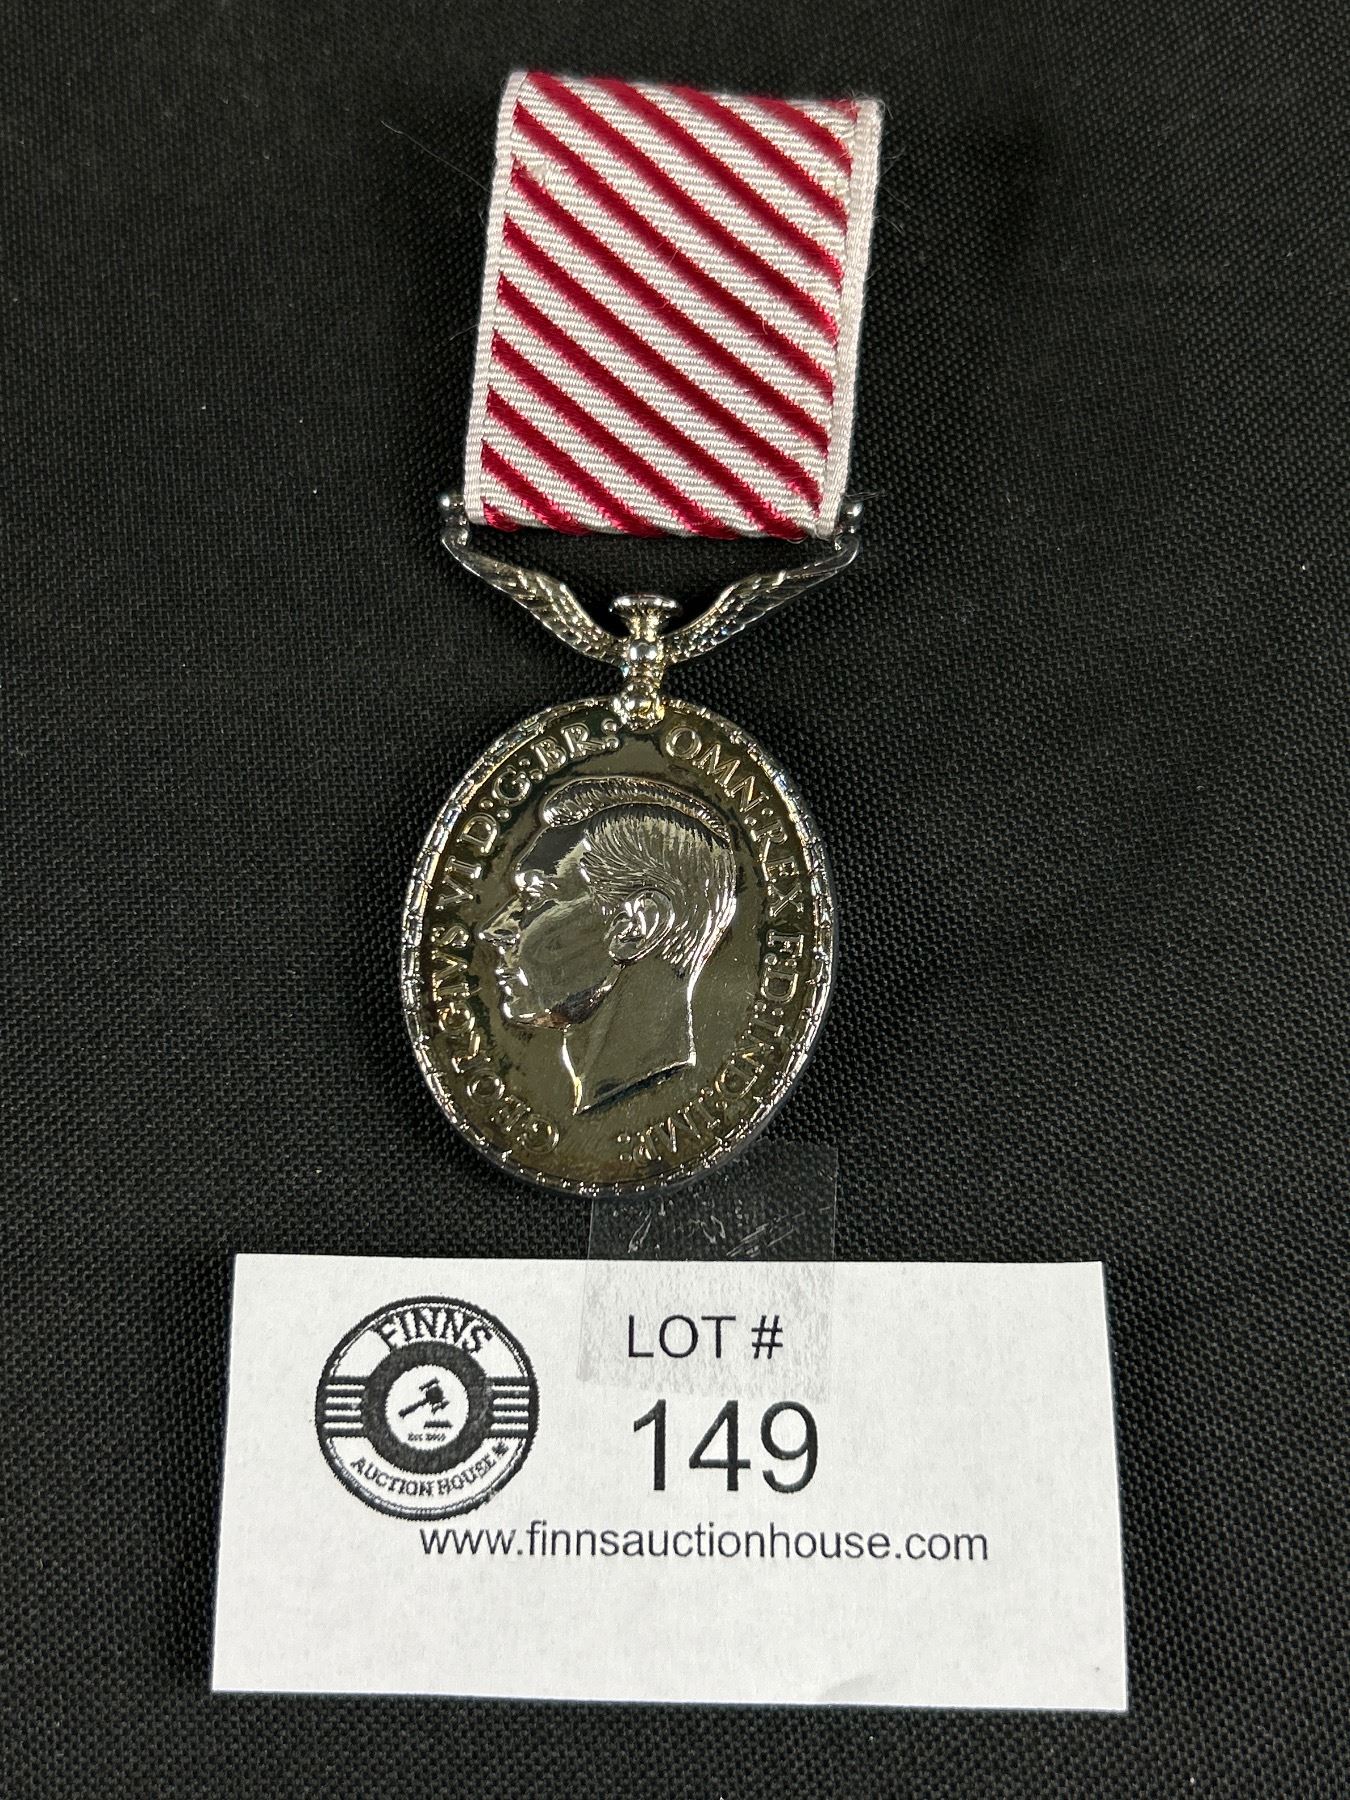 GEORGIVS VI D:G:BR: OMN:REX F:D:IND:IMP:
FINNS
AUCTION HOUSE
LOT #
149
www.finnsauctionhouse.com